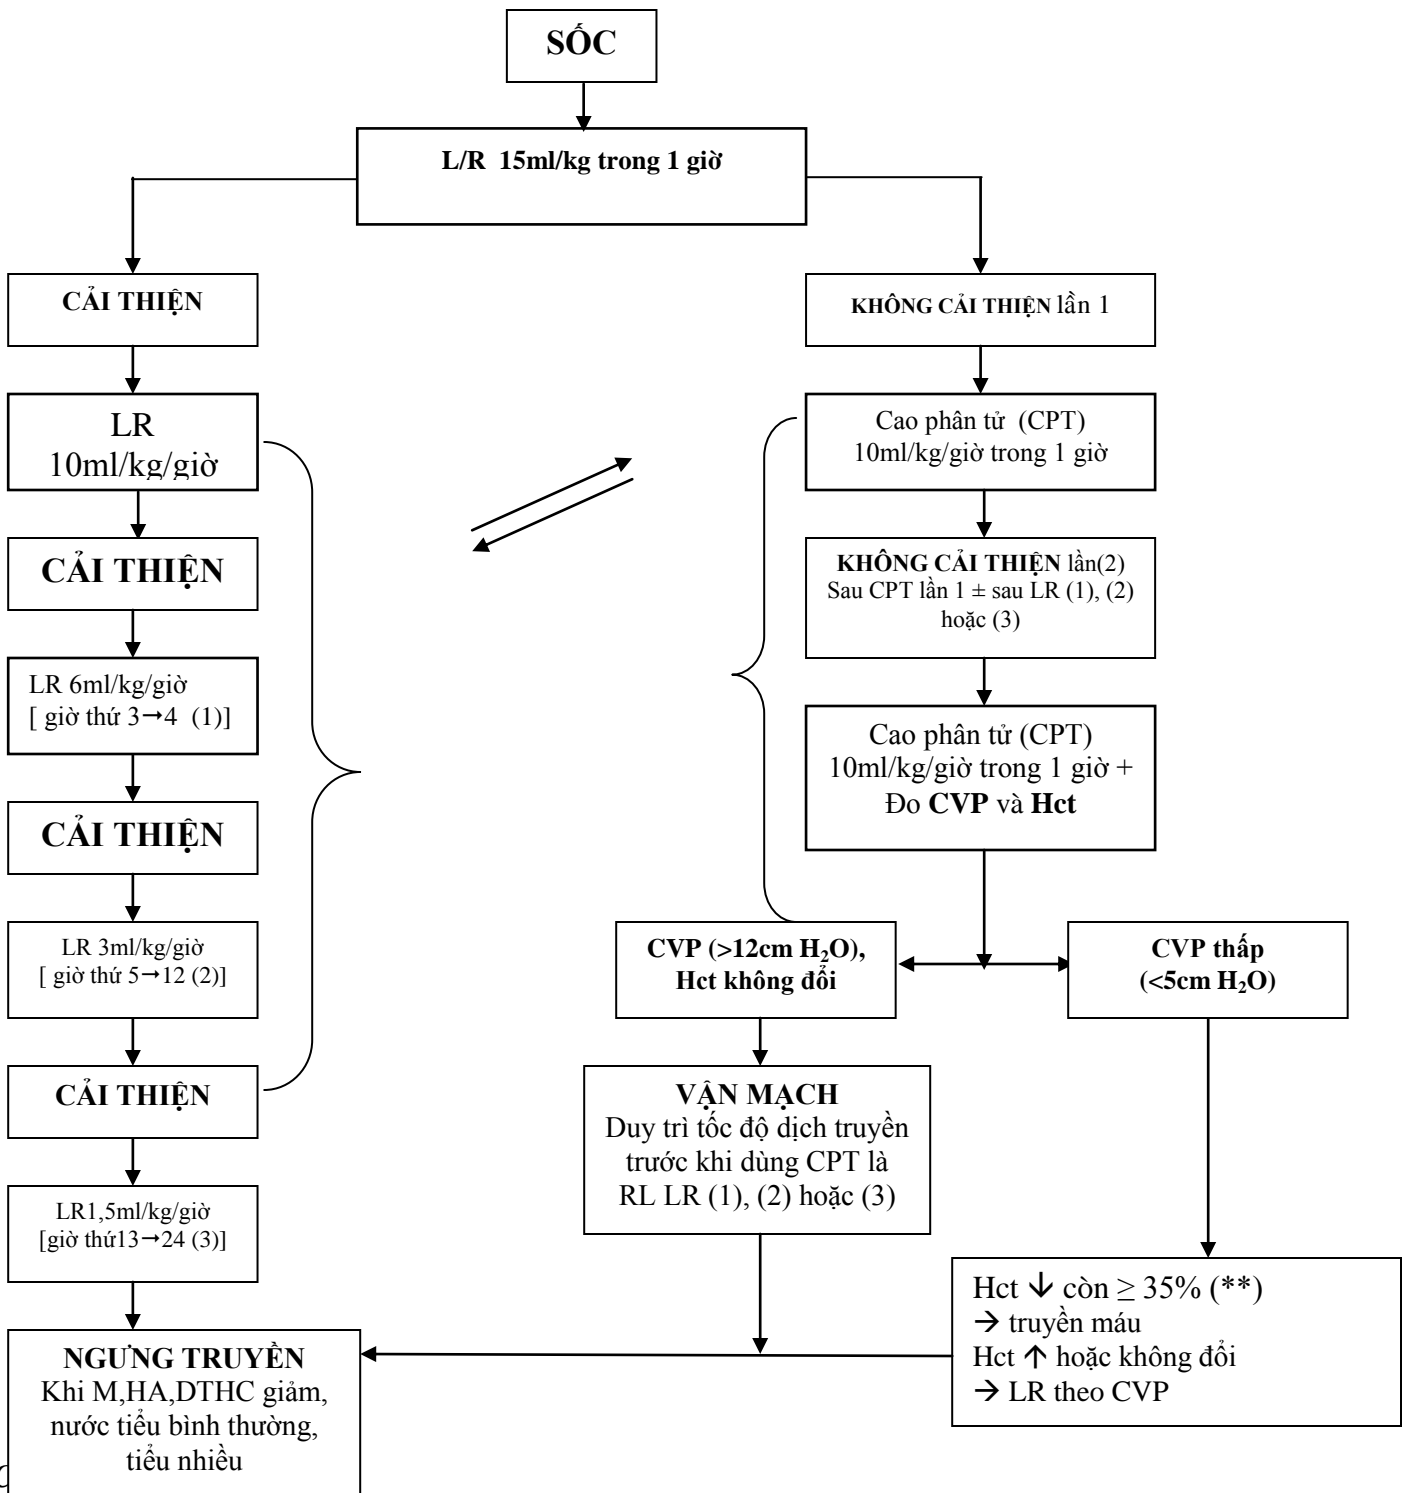 SỐC
L/R 15ml/kg trong 1 giờ
CẢI THIỆN
LR
10ml/kg/giờ
CẢI THIỆN
LR 6ml/kg/giờ
[ giờ thứ 3→4 (1)]
CẢI THIỆN
LR 3ml/kg/giờ
[ giờ thứ 5→12 (2)]
CẢI THIỆN
LR1,5ml/kg/giờ
[giờ thứ13→24 (3)]
NGƯNG TRUYỀN
Khi M,HA,DTHC giảm,
nước tiểu bình thường,
tiểu nhiều
KHÔNG CẢI THIỆN lần 1
Cao phân tử (CPT)
10ml/kg/giờ trong 1 giờ
KHÔNG CẢI THIỆN lần(2)
Sau CPT lần 1 ± sau LR (1), (2)
hoặc (3)
Cao phân tử (CPT)
10ml/kg/giờ trong 1 giờ +
Đo CVP và Hct
CVP (>12cm H₂O),
Hct không đổi
VẬN MẠCH
Duy trì tốc độ dịch truyền
trước khi dùng CPT là
RL LR (1), (2) hoặc (3)
CVP thấp
(<5cm H₂O)
Hct ↓ còn ≥ 35% (**)
→ truyền máu
Hct ↑ hoặc không đổi
→ LR theo CVP